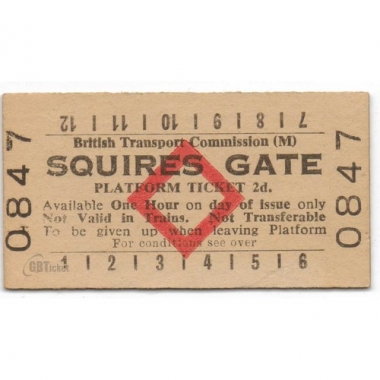 7|8|9|10|11|12
British Transport Commission (M)
SQUIRES GATE
PLATFORM TICKET 2d.
Available One Hour on day of issue only
Not Valid in Trains. Not Transferable
To be given up when leaving Platform
For conditions see over
1|2|3|4|5|6
0847
0847
GBTicket